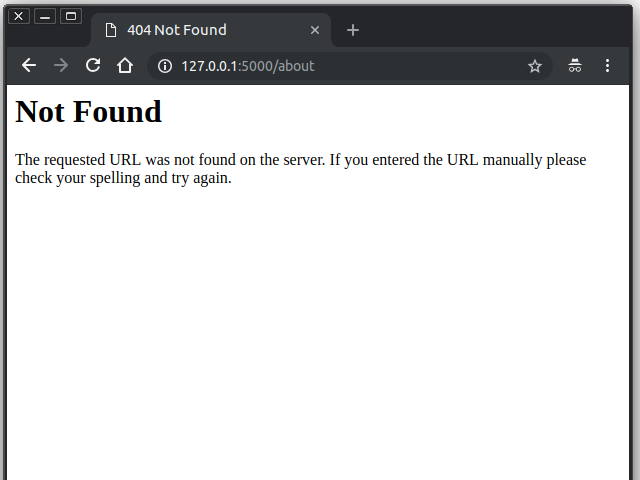 404 Not Found
127.0.0.1:5000/about
Not Found
The requested URL was not found on the server. If you entered the URL manually please
check your spelling and try again.